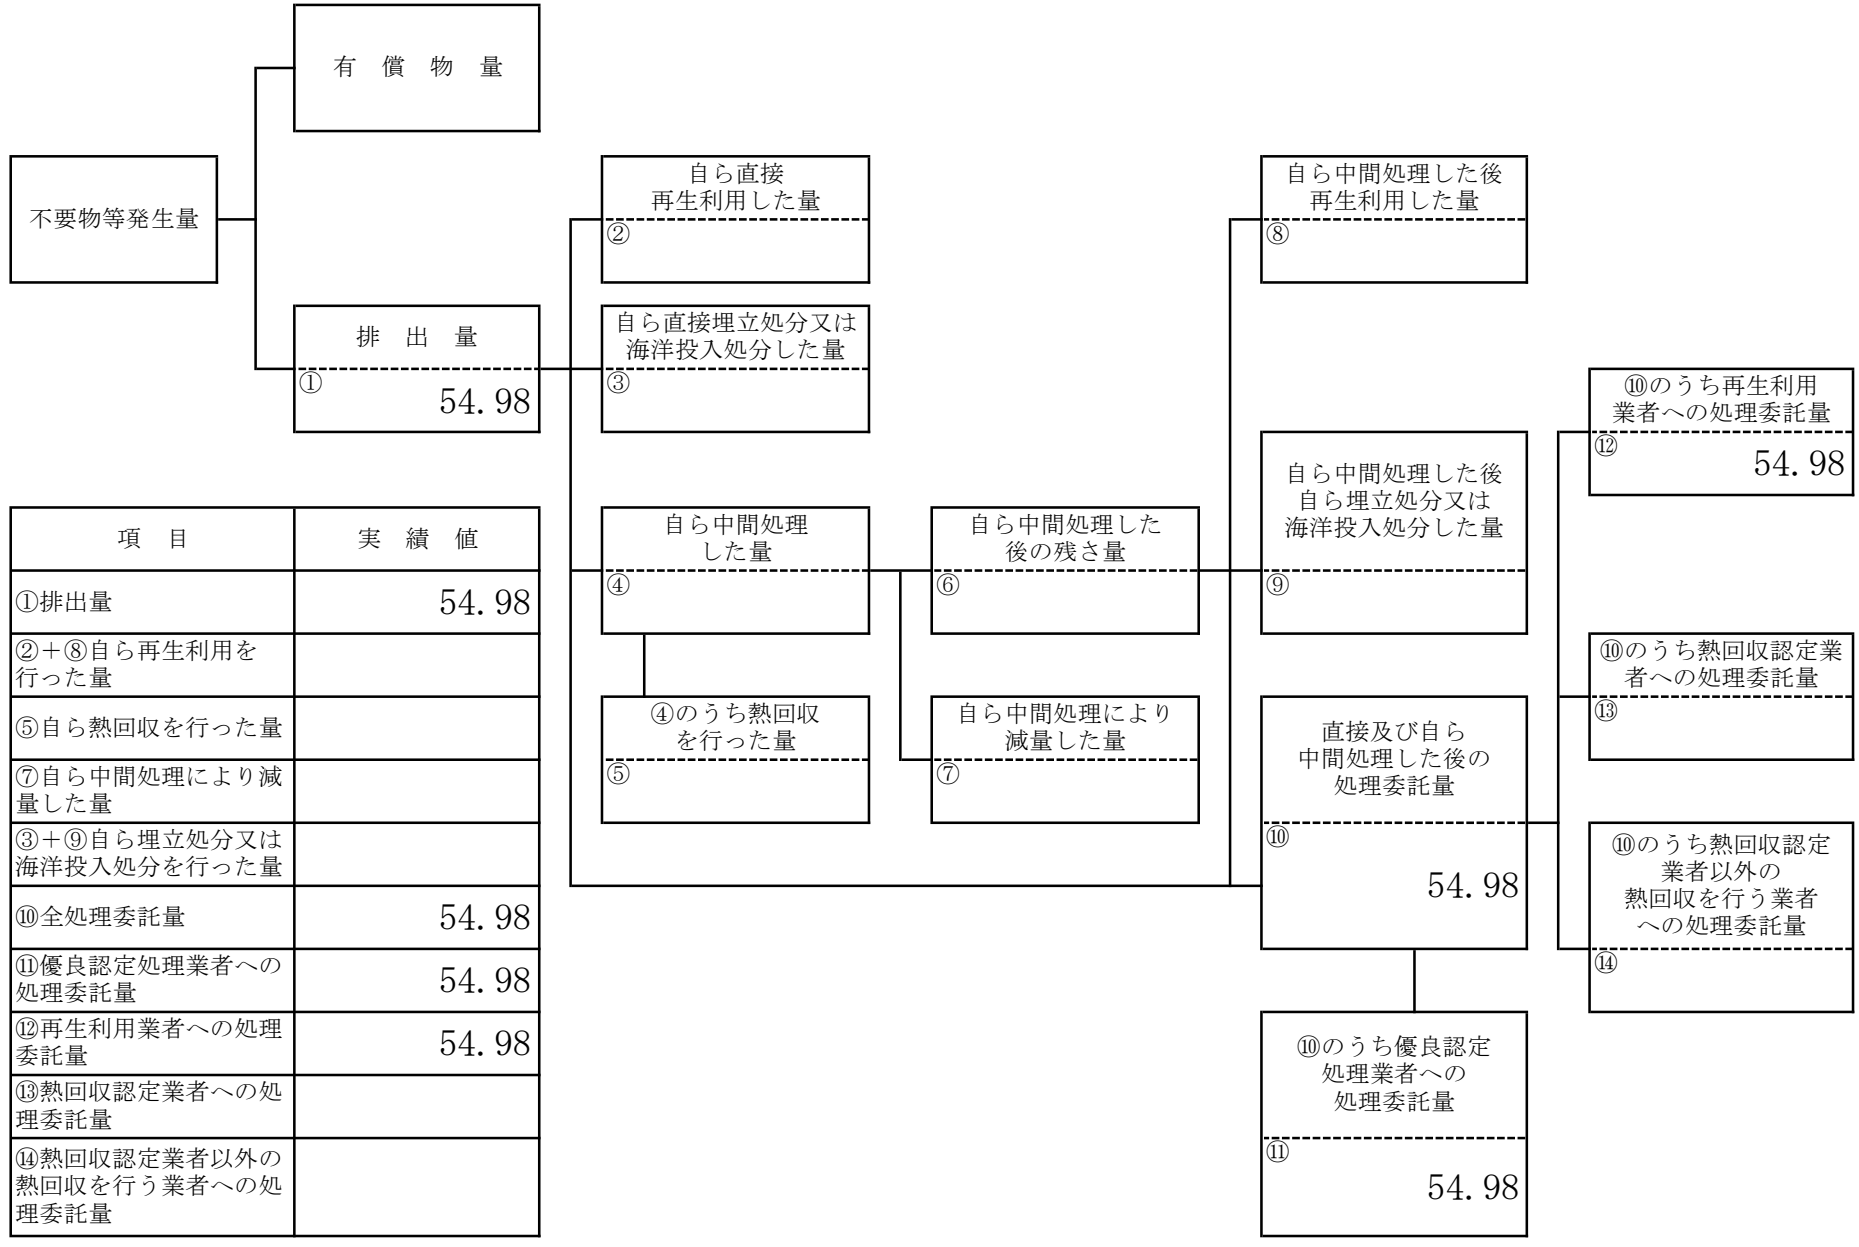 有　償　物　量
不要物等発生量
排　出　量
①
54.98
自ら直接
再生利用した量
②
自ら直接埋立処分又は
海洋投入処分した量
③
自ら中間処理
した量
④
④のうち熱回収
を行った量
⑤
自ら中間処理した
後の残さ量
⑥
自ら中間処理により
減量した量
⑦
自ら中間処理した後
再生利用した量
⑧
自ら中間処理した後
自ら埋立処分又は
海洋投入処分した量
⑨
直接及び自ら
中間処理した後の
処理委託量
⑩
54.98
⑩のうち優良認定
処理業者への
処理委託量
⑪
54.98
⑩のうち再生利用
業者への処理委託量
⑫
54.98
⑩のうち熱回収認定業
者への処理委託量
⑬
⑩のうち熱回収認定
業者以外の
熱回収を行う業者
への処理委託量
⑭
項　目　実　績　値
①排出量　54.98
②＋⑧自ら再生利用を
行った量
⑤自ら熱回収を行った量
⑦自ら中間処理により減
量した量
③＋⑨自ら埋立処分又は
海洋投入処分を行った量
⑩全処理委託量　54.98
⑪優良認定処理業者への
処理委託量　54.98
⑫再生利用業者への処理
委託量　54.98
⑬熱回収認定業者への処
理委託量
⑭熱回収認定業者以外の
熱回収を行う業者への処
理委託量